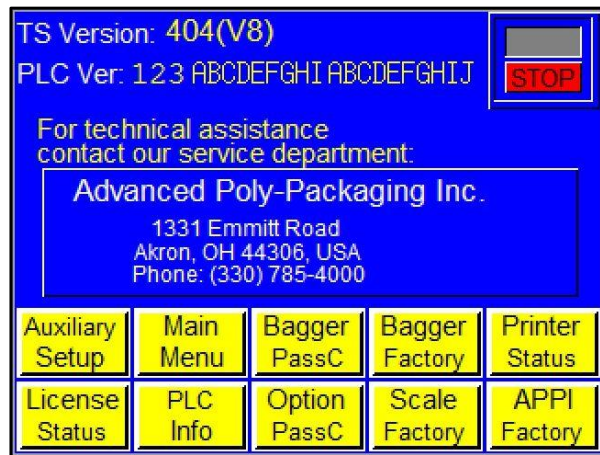 TS Version: 404(V8)
PLC Ver: 123 ABCDEFGHI ABCDEFGHIJ
STOP
For technical assistance
contact our service department:
Advanced Poly-Packaging Inc.
1331 Emmitt Road
Akron, OH 44306, USA
Phone: (330) 785-4000
Auxiliary Setup
Main Menu
Bagger PassC
Bagger Factory
Printer Status
License Status
PLC Info
Option PassC
Scale Factory
APPI Factory